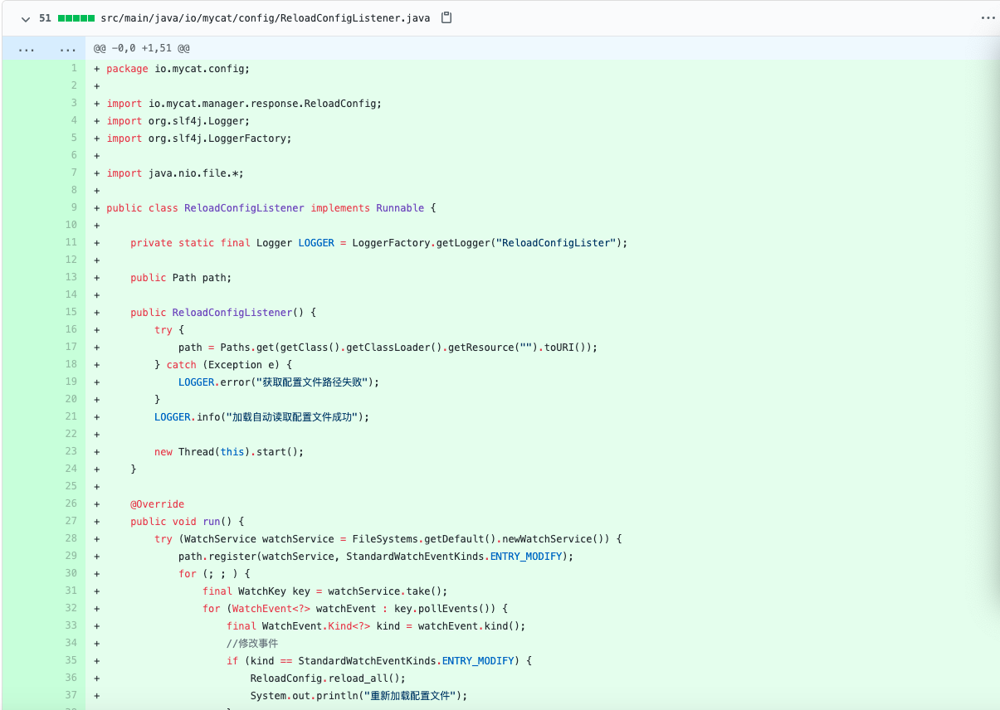 51 src/main/java/io/mycat/config/ReloadConfigListener.java
... ... @@ -0,0 +1,51 @@
1 + package io.mycat.config;
2 +
3 + import io.mycat.manager.response.ReloadConfig;
4 + import org.slf4j.Logger;
5 + import org.slf4j.LoggerFactory;
6 +
7 + import java.nio.file.*;
8 +
9 + public class ReloadConfigListener implements Runnable {
10 +
11 +     private static final Logger LOGGER = LoggerFactory.getLogger("ReloadConfigLister");
12 +
13 +     public Path path;
14 +
15 +     public ReloadConfigListener() {
16 +         try {
17 +             path = Paths.get(getClass().getClassLoader().getResource("").toURI());
18 +         } catch (Exception e) {
19 +             LOGGER.error("获取配置文件路径失败");
20 +         }
21 +         LOGGER.info("加载自动读取配置文件成功");
22 +
23 +         new Thread(this).start();
24 +     }
25 +
26 +     @Override
27 +     public void run() {
28 +         try (WatchService watchService = FileSystems.getDefault().newWatchService()) {
29 +             path.register(watchService, StandardWatchEventKinds.ENTRY_MODIFY);
30 +             for (; ; ) {
31 +                 final WatchKey key = watchService.take();
32 +                 for (WatchEvent<?> watchEvent : key.pollEvents()) {
33 +                     final WatchEvent.Kind<?> kind = watchEvent.kind();
34 +                     //修改事件
35 +                     if (kind == StandardWatchEventKinds.ENTRY_MODIFY) {
36 +                         ReloadConfig.reload_all();
37 +                         System.out.println("重新加载配置文件");